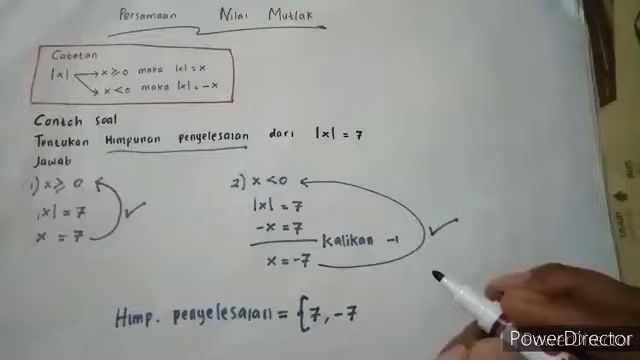 Persamaan Nilai Mutlak
Catatan
|x| → x ≥ 0 maka |x| = x
→ x < 0 maka |x| = -x
Contoh soal
Tentukan Himpunan penyelesaian dari |x| = 7
Jawab
1) x ≥ 0
|x| = 7
x = 7
2) x < 0
|x| = 7
-x = 7
kalikan -1
x = -7
Himp. penyelesaian = {7, -7
PowerDirector